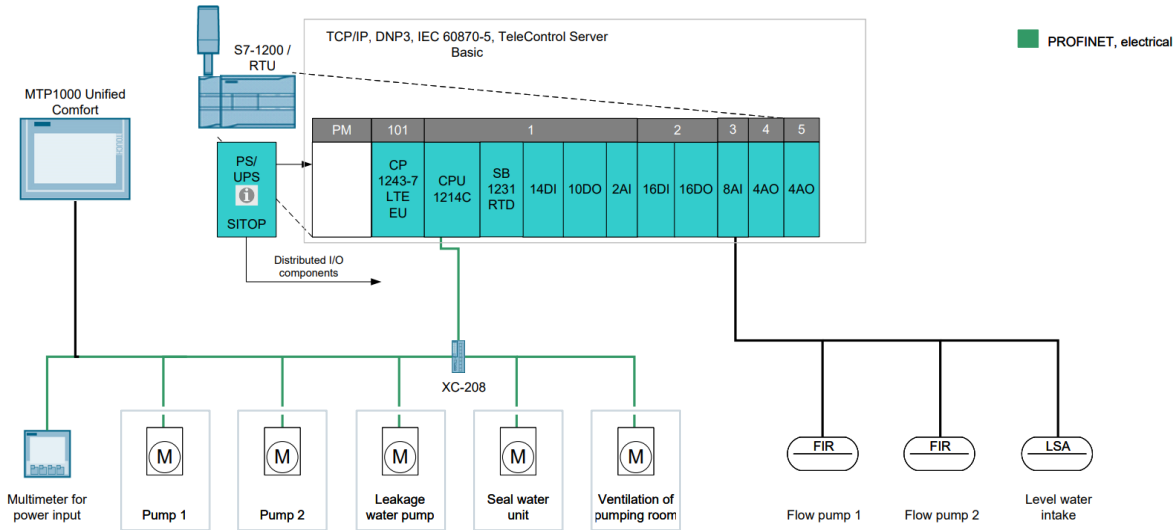 TCP/IP, DNP3, IEC 60870-5, TeleControl Server
Basic
PROFINET, electrical
S7-1200 /
RTU
MTP1000 Unified
Comfort
PM
101
1
2
3
4
5
PS/
UPS
SITOP
CP
1243-7
LTE
EU
CPU
1214C
SB
1231
RTD
14DI
10DO
2AI
16DI
16DO
8AI
4AO
4AO
Distributed I/O
components
XC-208
M
M
M
M
M
FIR
FIR
LSA
Multimeter for
power input
Pump 1
Pump 2
Leakage
water pump
Seal water
unit
Ventilation of
pumping room
Flow pump 1
Flow pump 2
Level water
intake